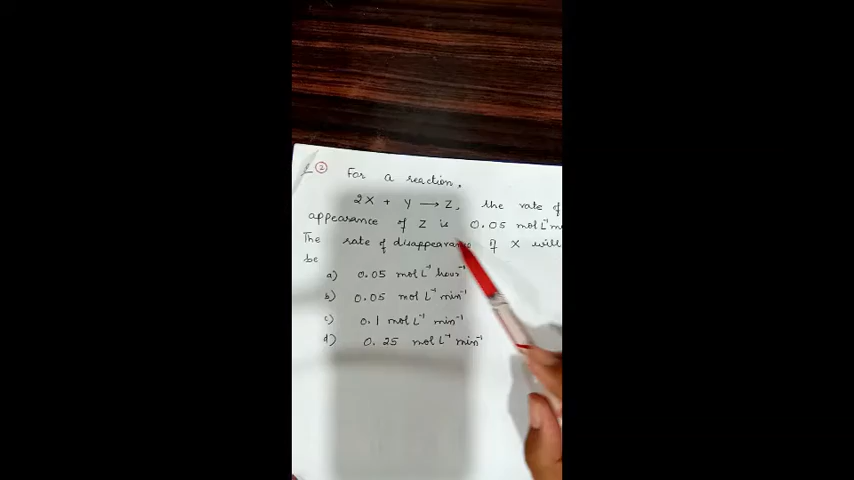 ② For a reaction,
2X + Y → Z, the rate of
appearance of Z is 0.05 mol L⁻¹ m
The rate of disappearance of X will
be
a) 0.05 mol L⁻¹ hour⁻¹
b) 0.05 mol L⁻¹ min⁻¹
c) 0.1 mol L⁻¹ min⁻¹
d) 0.25 mol L⁻¹ min⁻¹